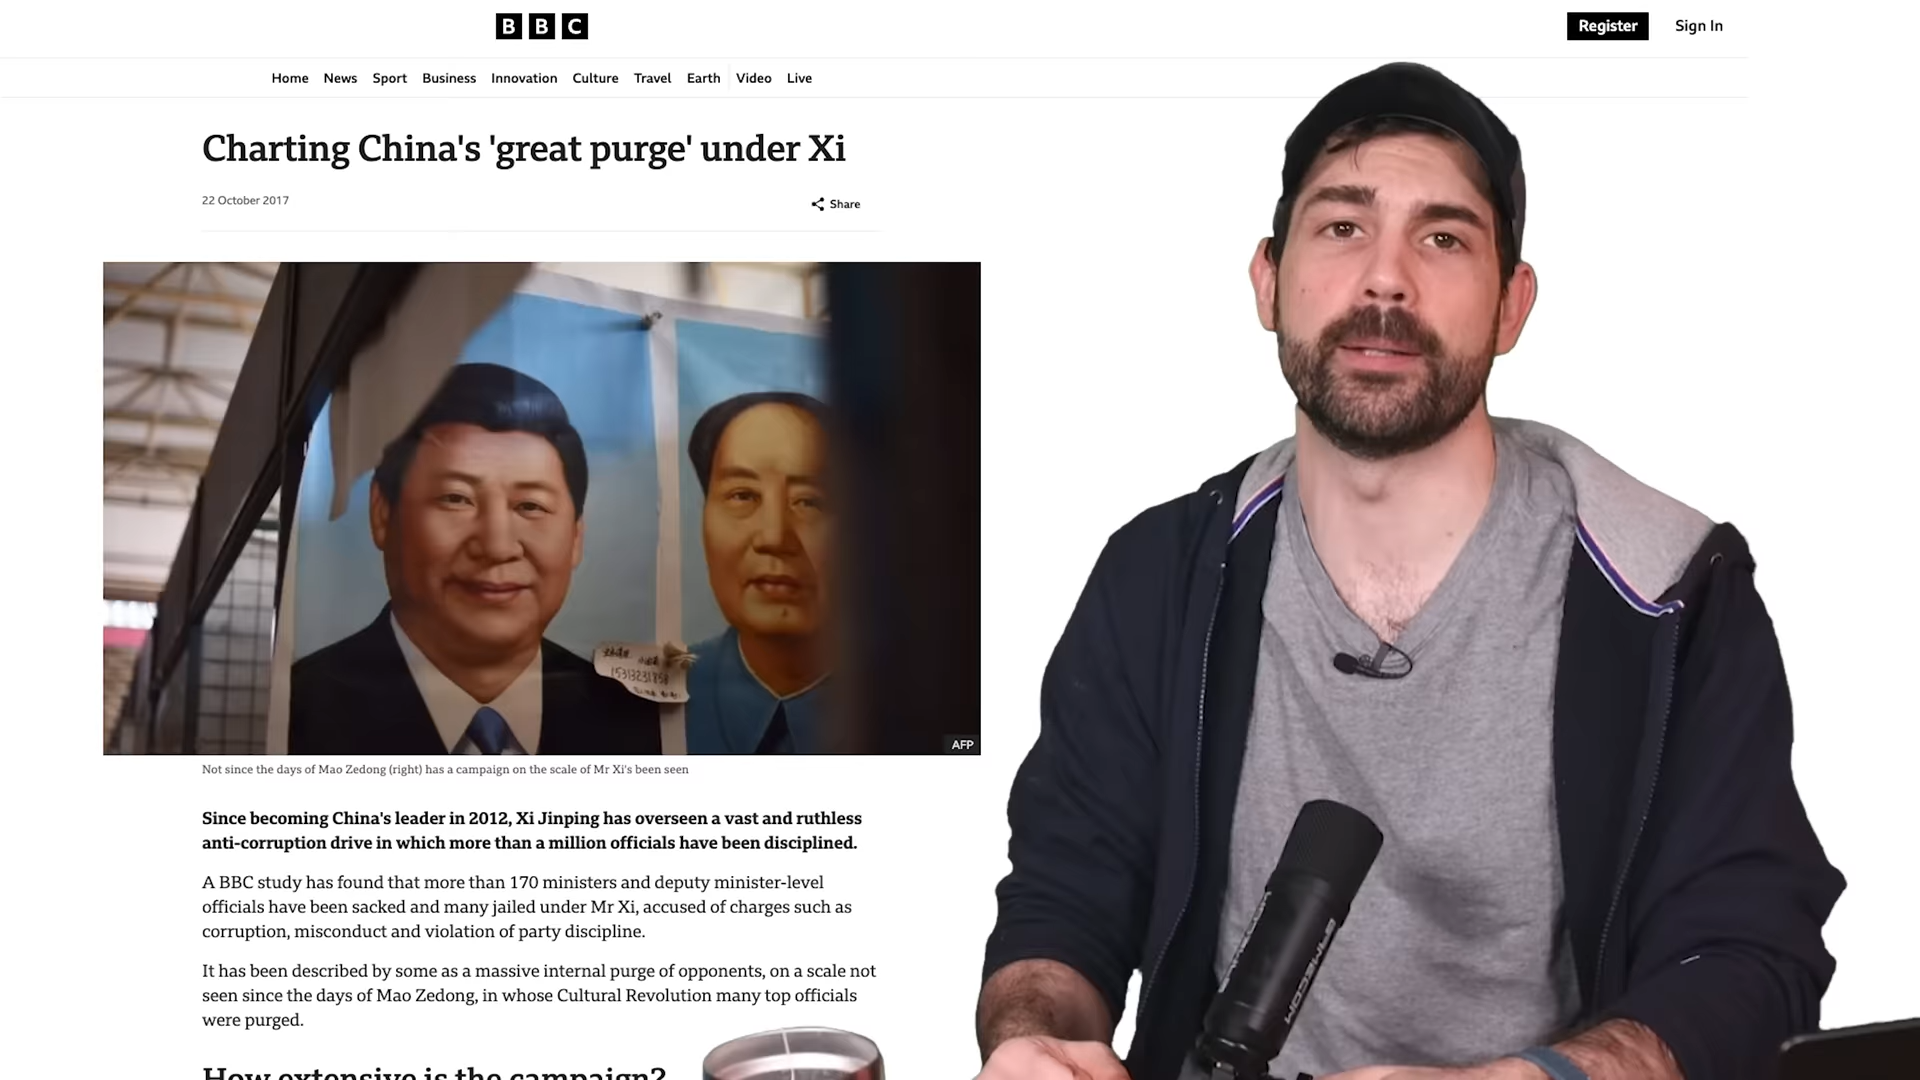 BBC
Register
Sign In
Home
News
Sport
Business
Innovation
Culture
Travel
Earth
Video
Live
Charting China's 'great purge' under Xi
22 October 2017
Share
15313231858
AFP
Not since the days of Mao Zedong (right) has a campaign on the scale of Mr Xi's been seen
Since becoming China's leader in 2012, Xi Jinping has overseen a vast and ruthless
anti-corruption drive in which more than a million officials have been disciplined.
A BBC study has found that more than 170 ministers and deputy minister-level
officials have been sacked and many jailed under Mr Xi, accused of charges such as
corruption, misconduct and violation of party discipline.
It has been described by some as a massive internal purge of opponents, on a scale not
seen since the days of Mao Zedong, in whose Cultural Revolution many top officials
were purged.
How extensive is the campaign?